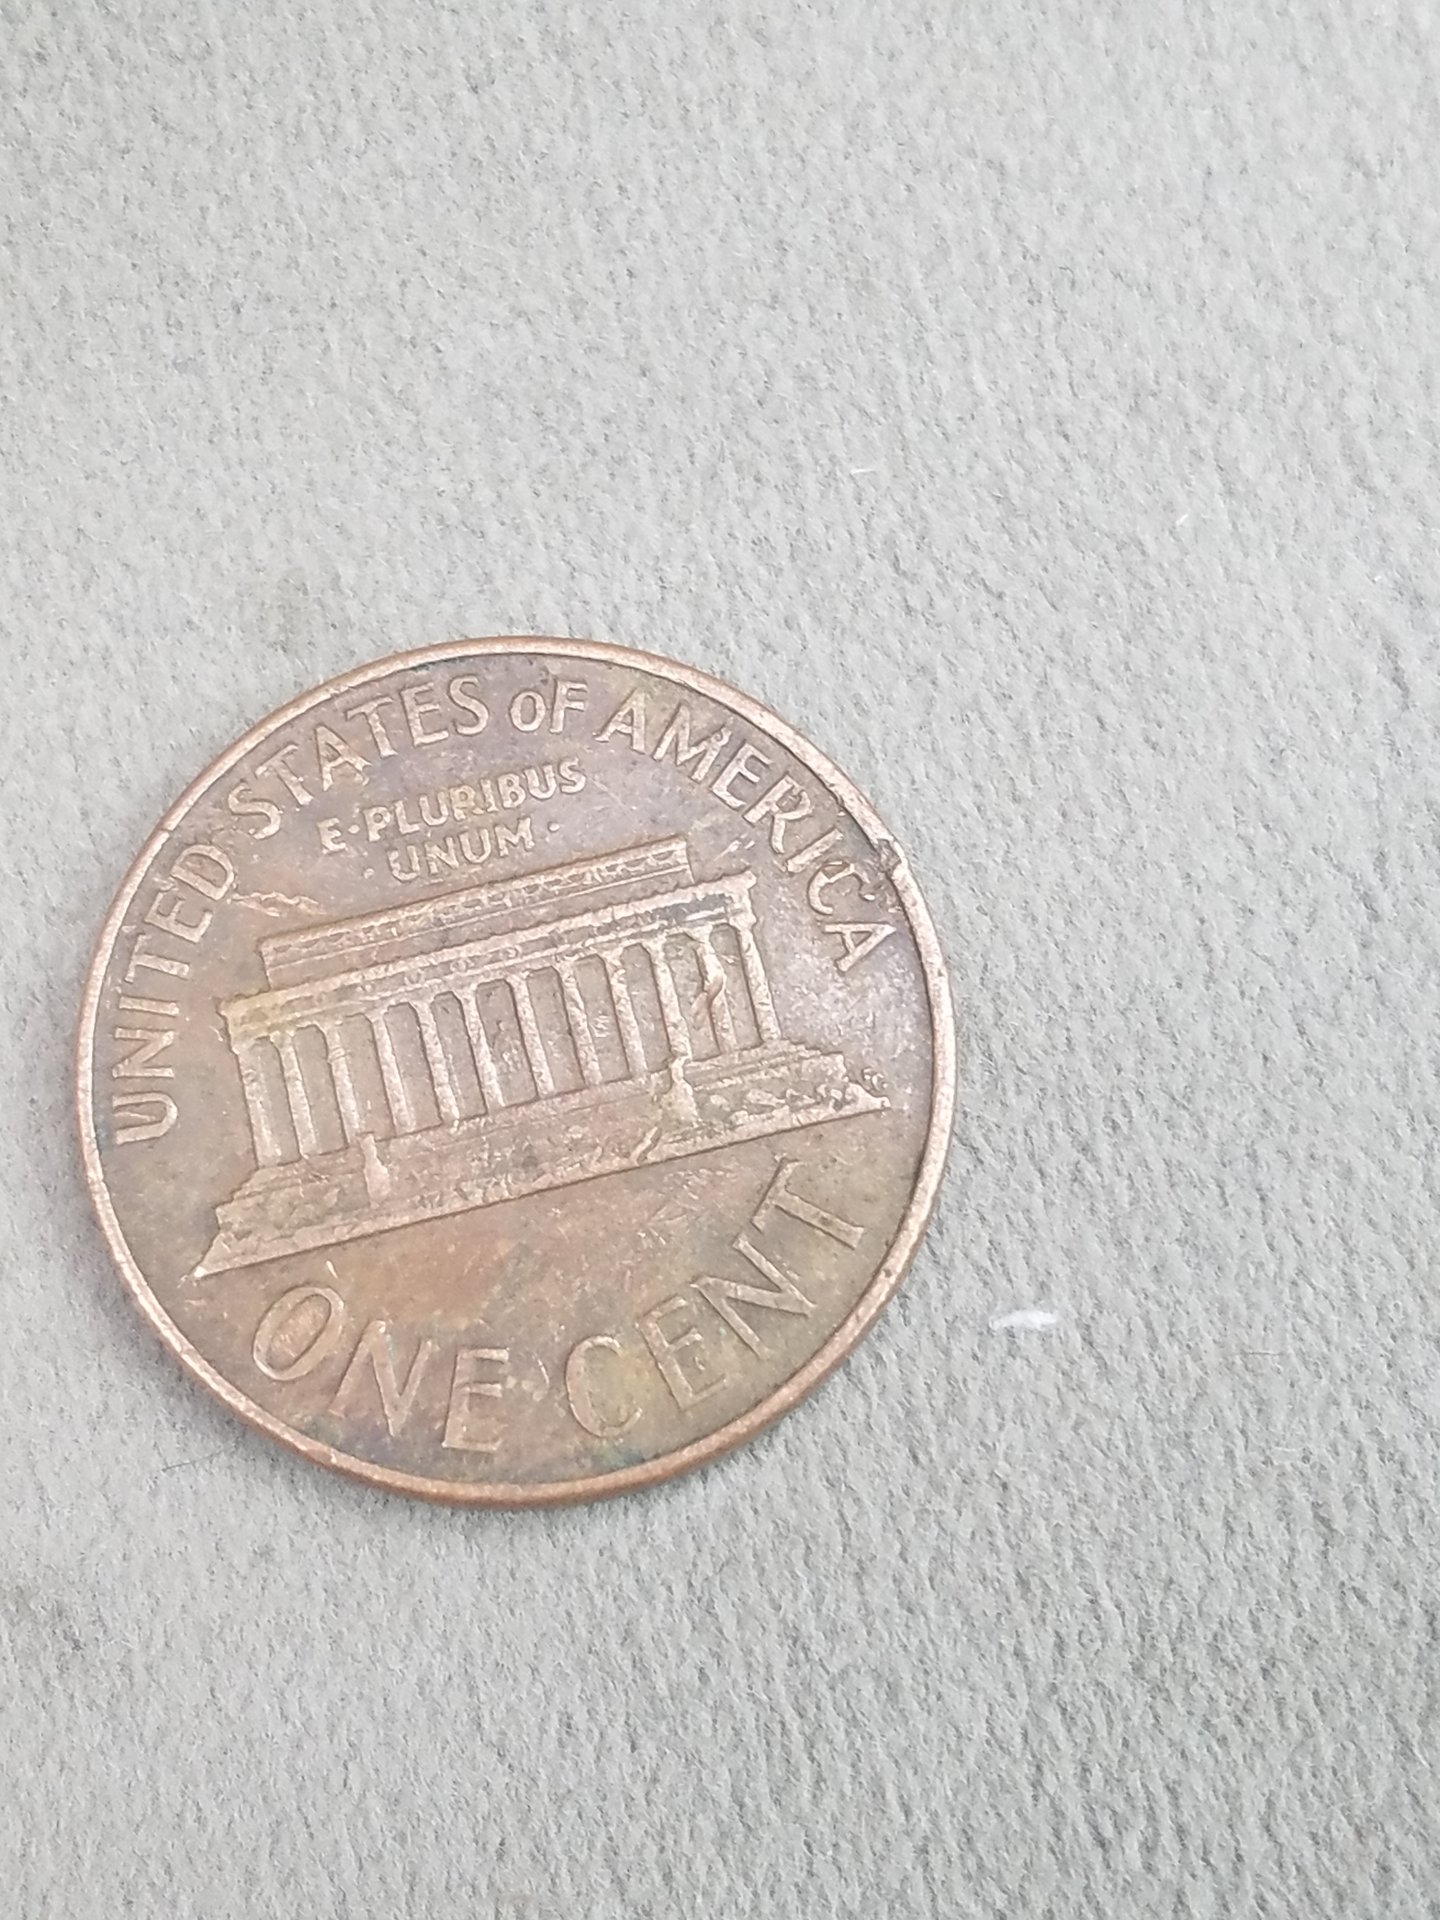 UNITED STATES OF AMERICA
E·PLURIBUS
·UNUM·
ONE CENT